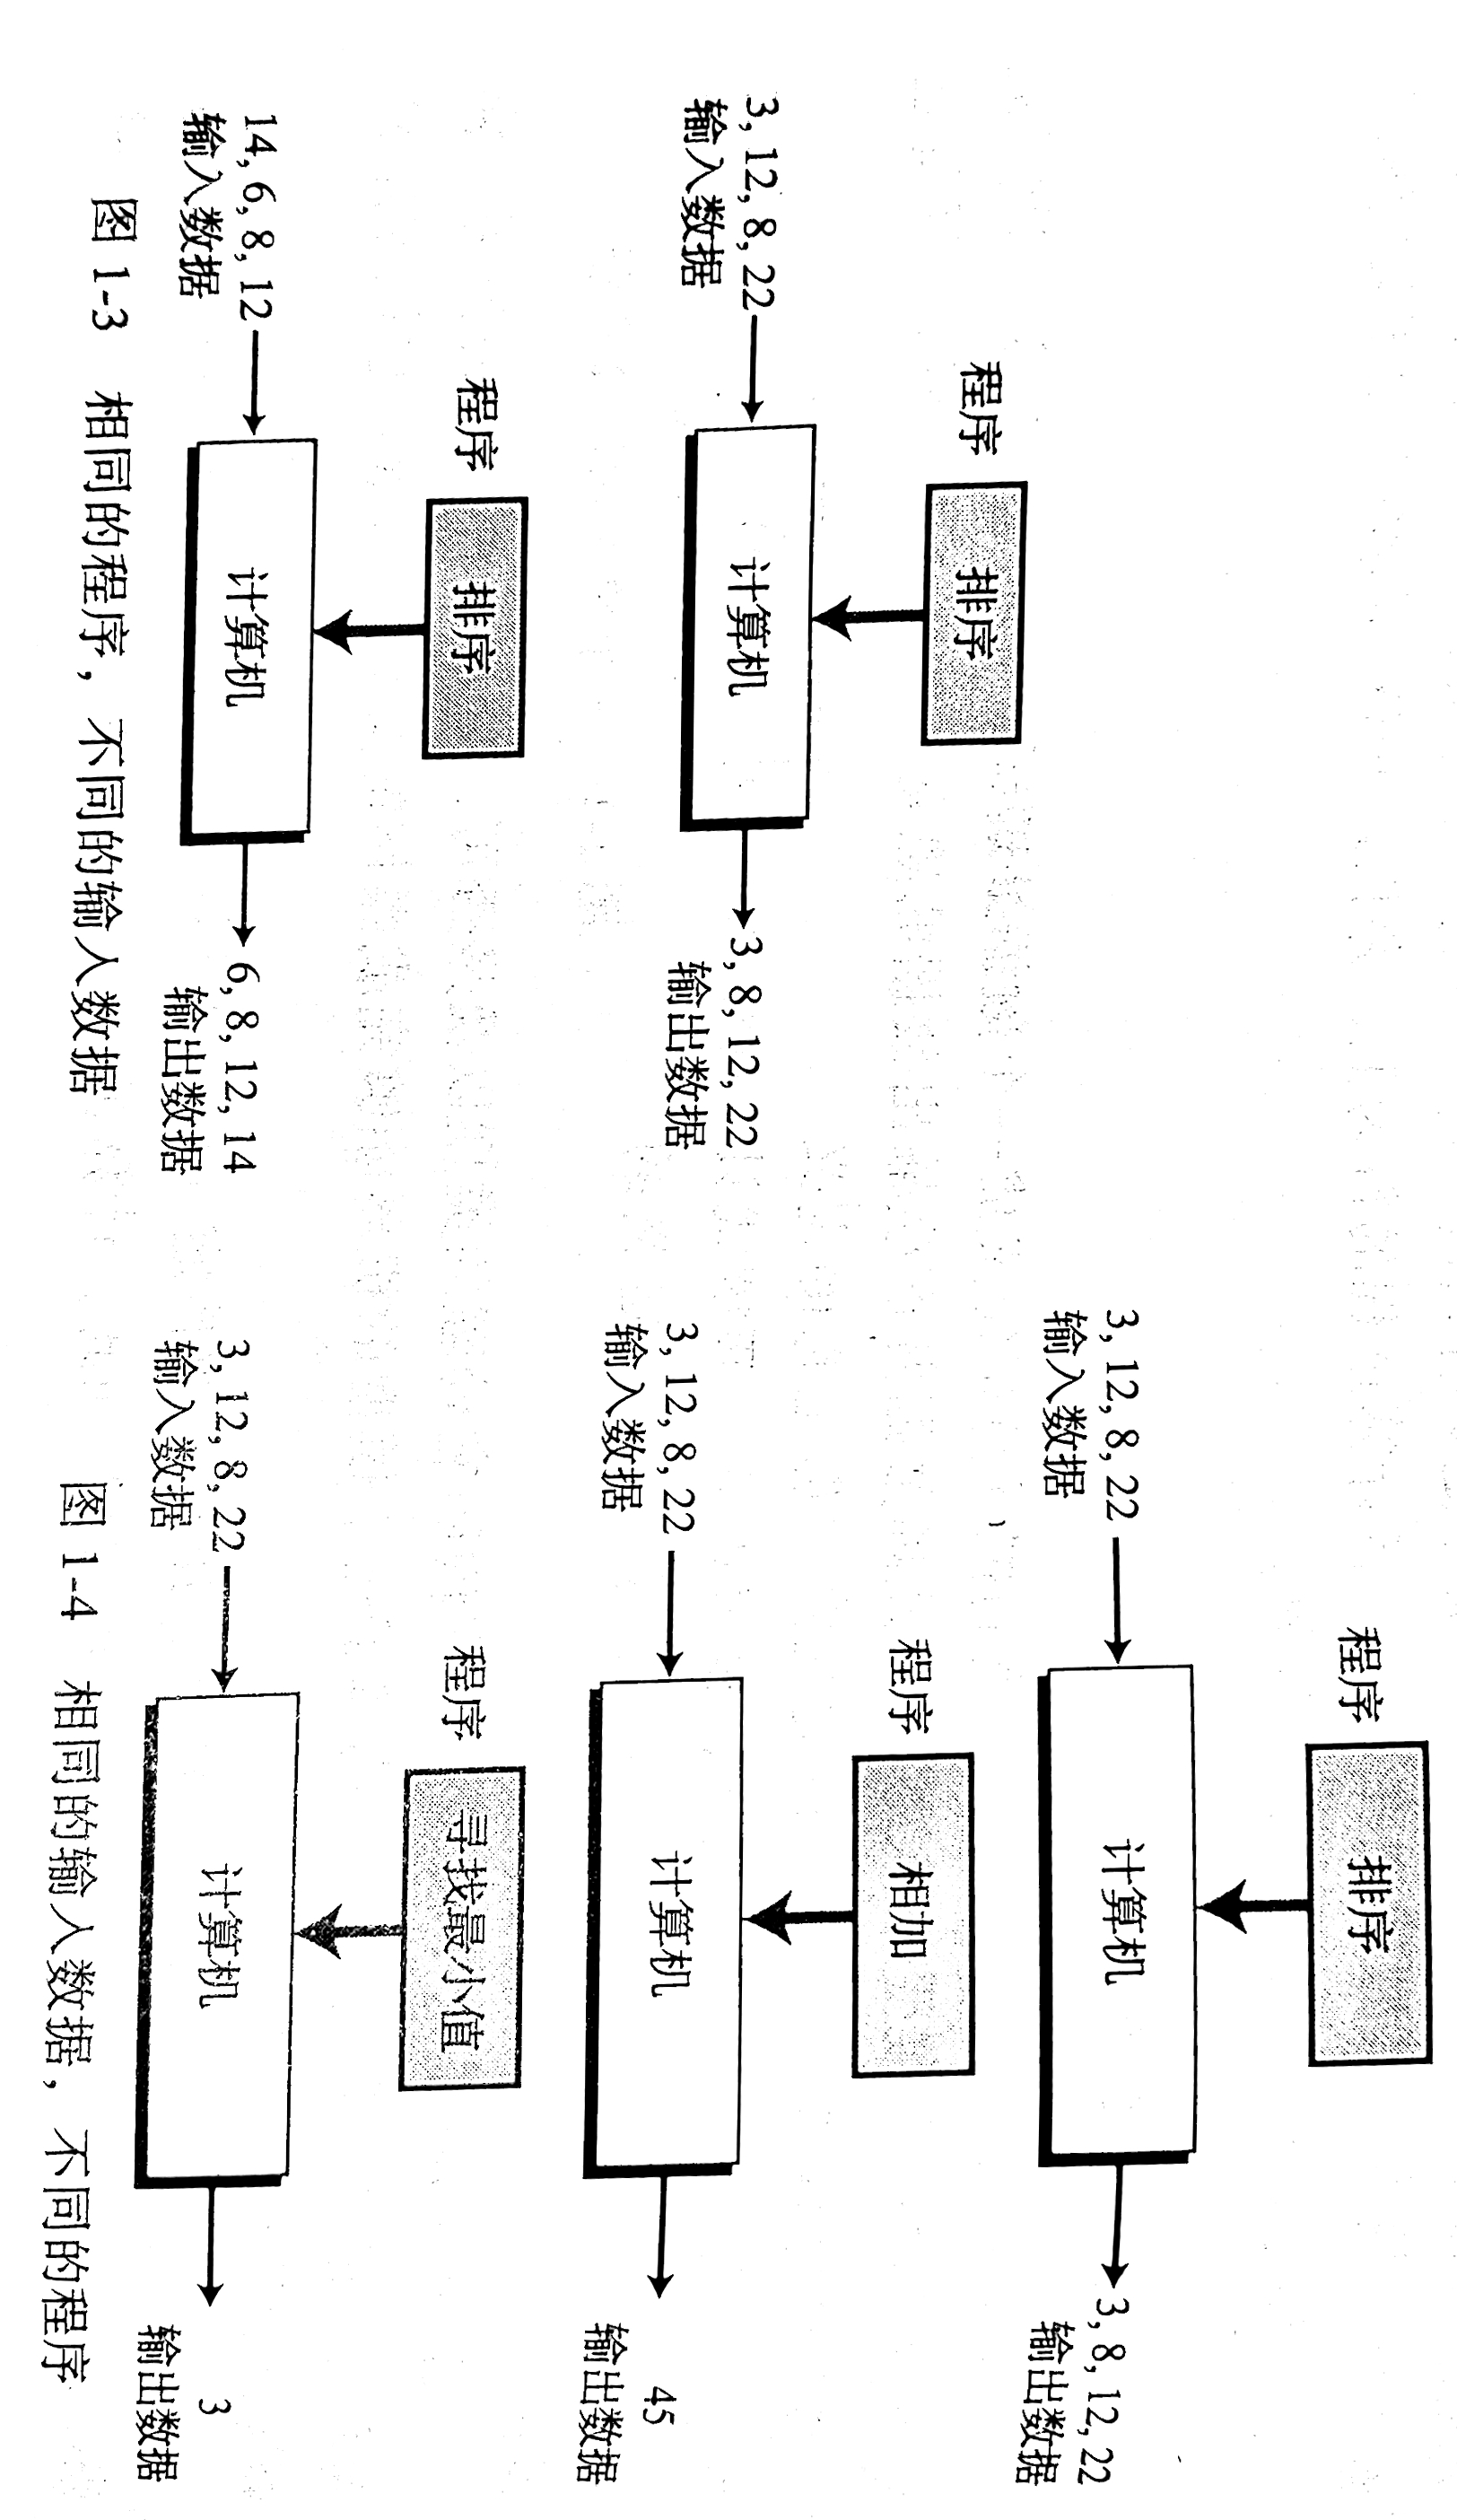 程序 排序
计算机
3, 12, 8, 22
输入数据
3, 8, 12, 22
输出数据
程序 排序
计算机
14, 6, 8, 12
输入数据
6, 8, 12, 14
输出数据
图 1-3 相同的程序，不同的输入数据
程序 排序
计算机
3, 12, 8, 22
输入数据
3, 8, 12, 22
输出数据
程序 相加
计算机
3, 12, 8, 22
输入数据
45
输出数据
程序 寻找最小值
计算机
3, 12, 8, 22
输入数据
3
输出数据
图 1-4 相同的输入数据，不同的程序